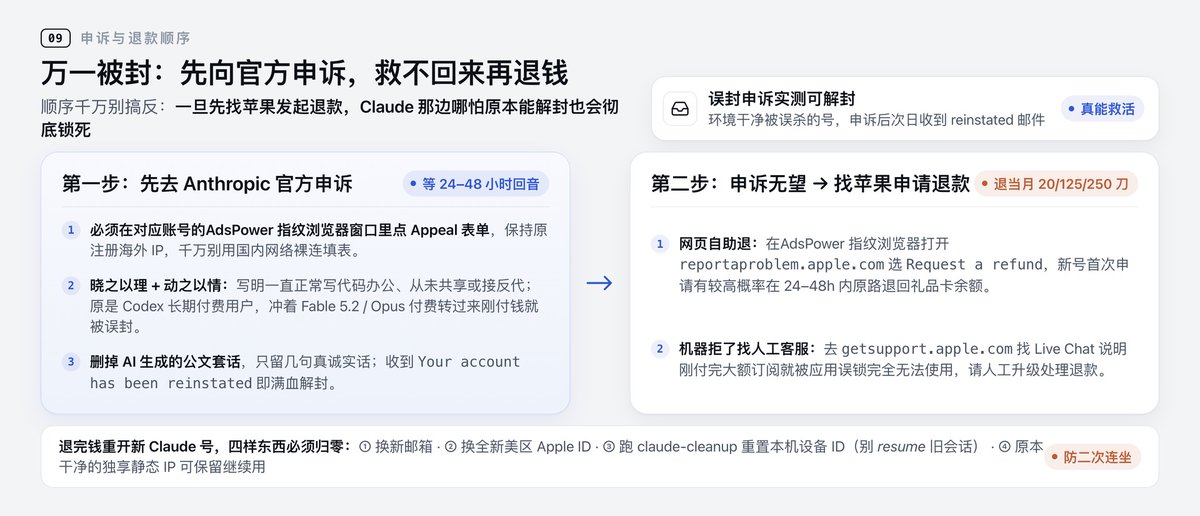 09 申诉与退款顺序
万一被封：先向官方申诉，救不回来再退钱
顺序千万别搞反：一旦先找苹果发起退款，Claude 那边哪怕原本能解封也会彻
底锁死
误封申诉实测可解封
环境干净被误杀的号，申诉后次日收到 reinstated 邮件
真能救活
第一步：先去 Anthropic 官方申诉
等 24–48 小时回音
1 必须在对应账号的AdsPower 指纹浏览器窗口里点 Appeal 表单，保持原
注册海外 IP，千万别用国内网络裸连填表。
2 晓之以理 + 动之以情：写明一直正常写代码办公、从未共享或接反代；
原是 Codex 长期付费用户，冲着 Fable 5.2 / Opus 付费转过来刚付钱就
被误封。
3 删掉 AI 生成的公文套话，只留几句真诚实话；收到 Your account
has been reinstated 即满血解封。
→
第二步：申诉无望 → 找苹果申请退款
退当月 20/125/250 刀
1 网页自助退：在AdsPower 指纹浏览器打开
reportaproblem.apple.com 选 Request a refund，新号首次申
请有较高概率在 24–48h 内原路退回礼品卡余额。
2 机器拒了找人工客服：去 getsupport.apple.com 找 Live Chat 说明
刚付完大额订阅就被应用误锁完全无法使用，请人工升级处理退款。
退完钱重开新 Claude 号，四样东西必须归零：① 换新邮箱 · ② 换全新美区 Apple ID · ③ 跑 claude-cleanup 重置本机设备 ID（别 resume 旧会话） · ④ 原本
干净的独享静态 IP 可保留继续用
防二次连坐